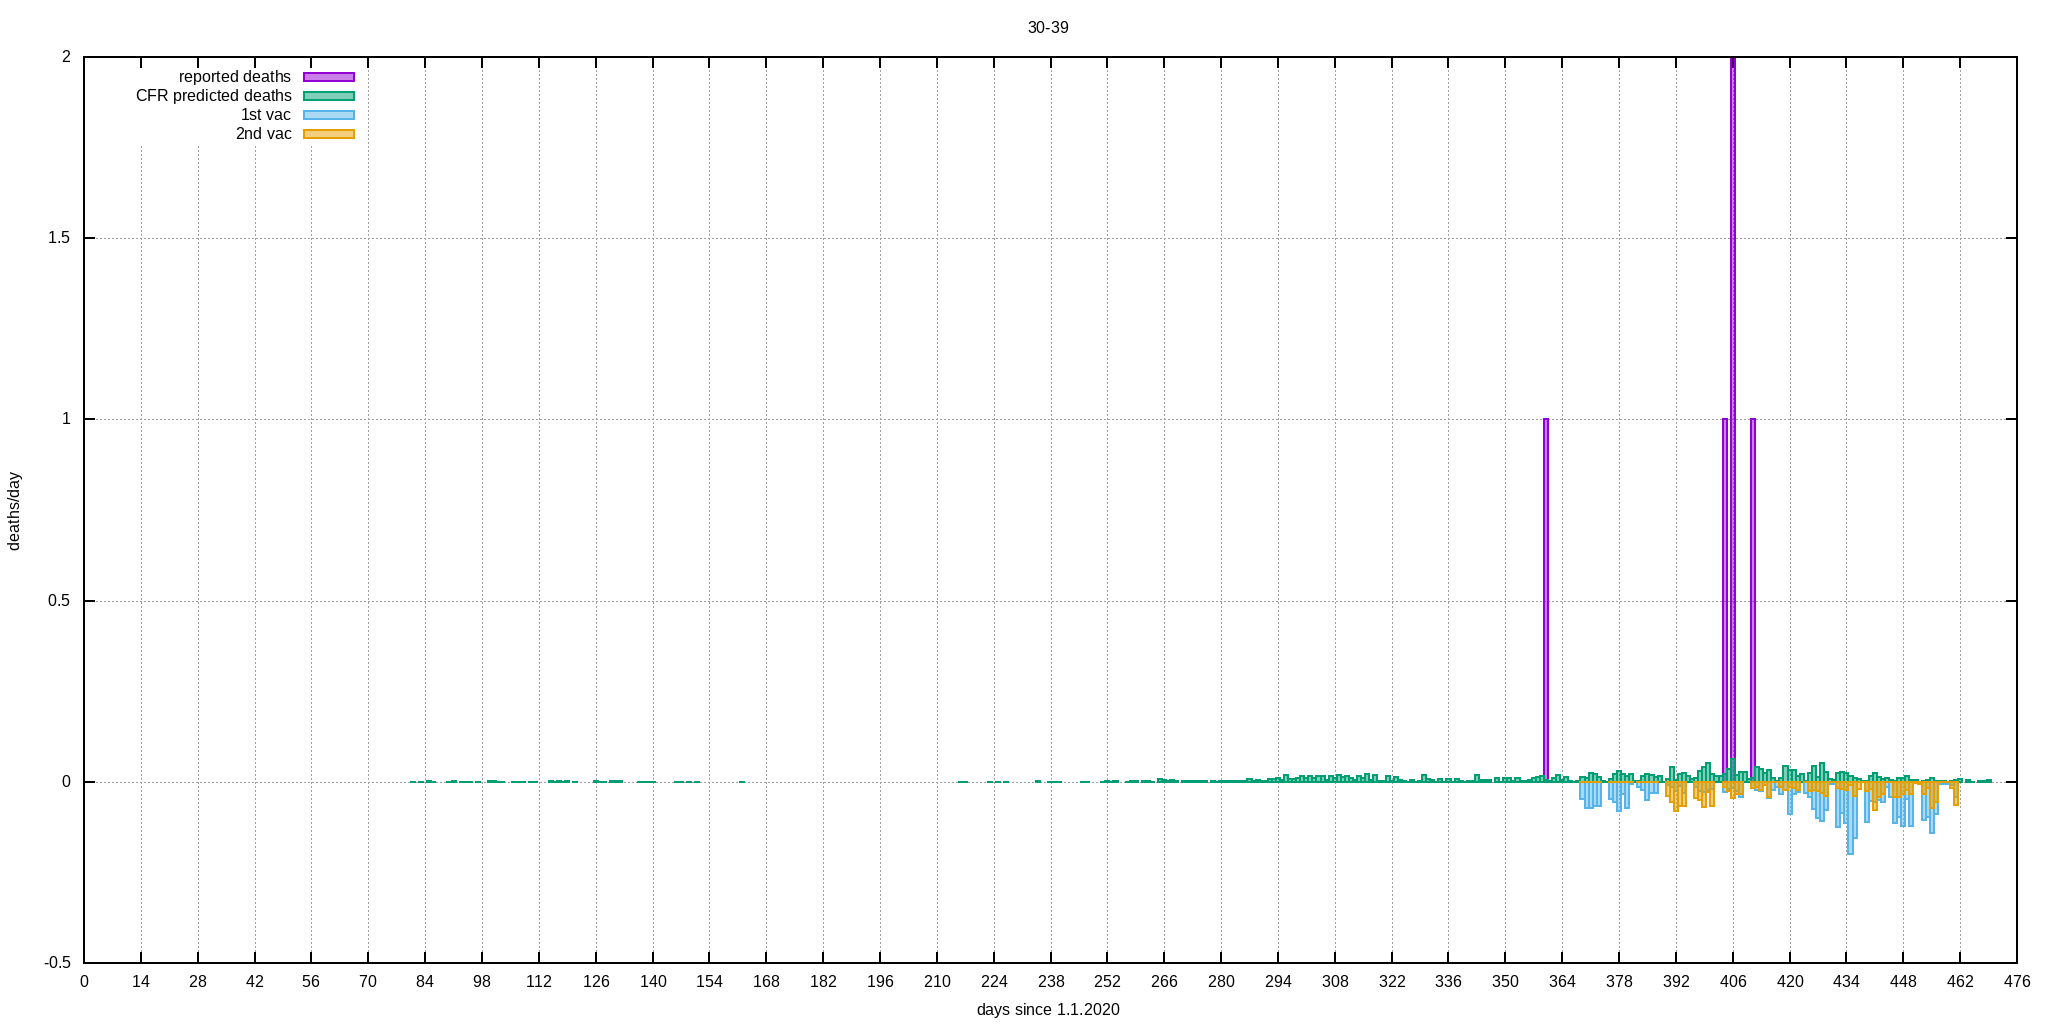 30-39
reported deaths
CFR predicted deaths
1st vac
2nd vac
2
1.5
1
0.5
0
-0.5
deaths/day
0 14 28 42 56 70 84 98 112 126 140 154 168 182 196 210 224 238 252 266 280 294 308 322 336 350 364 378 392 406 420 434 448 462 476
days since 1.1.2020